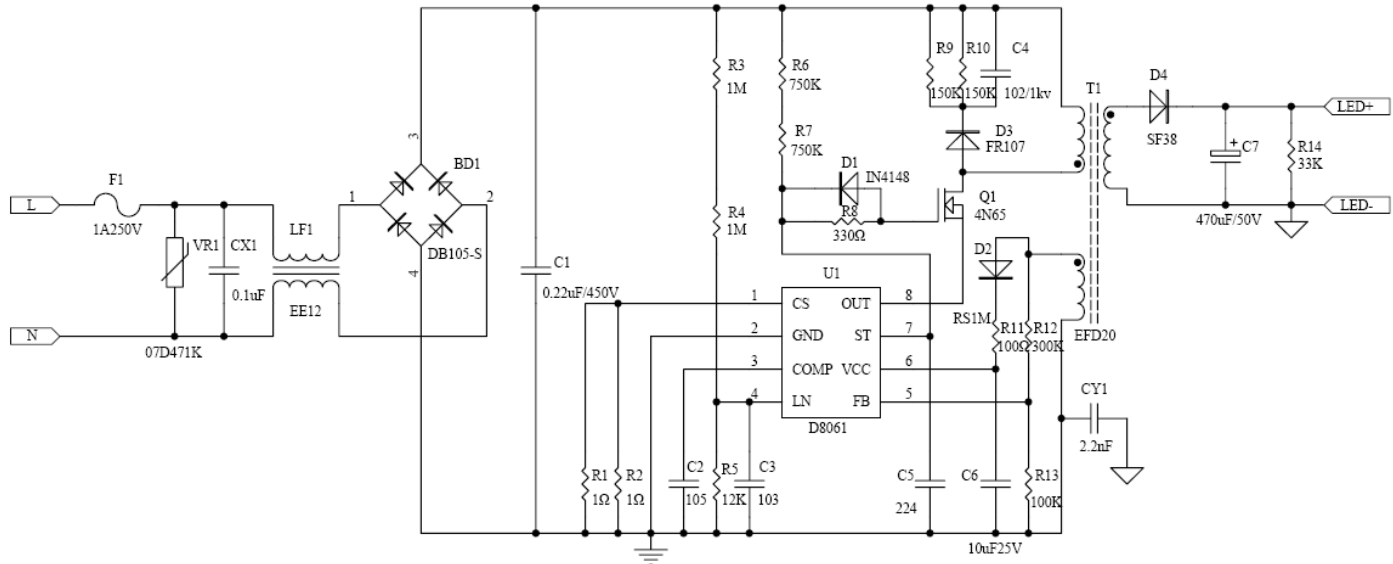 L
F1
1A250V
N
VR1
07D471K
CX1
0.1uF
LF1
EE12
1
3
2
4
BD1
DB105-S
C1
0.22uF/450V
R1
1Ω
R2
1Ω
C2
105
R3
1M
R4
1M
R5
12K
C3
103
R6
750K
R7
750K
D1
IN4148
R8
330Ω
U1
1
CS
OUT
8
2
GND
ST
7
3
COMP
VCC
6
4
LN
FB
5
D8061
R9
150K
R10
150K
C4
102/1kv
D3
FR107
Q1
4N65
D2
RS1M
R11
100Ω
R12
300K
C5
224
C6
10uF25V
R13
100K
T1
EFD20
CY1
2.2nF
D4
SF38
+
C7
470uF/50V
R14
33K
LED+
LED-